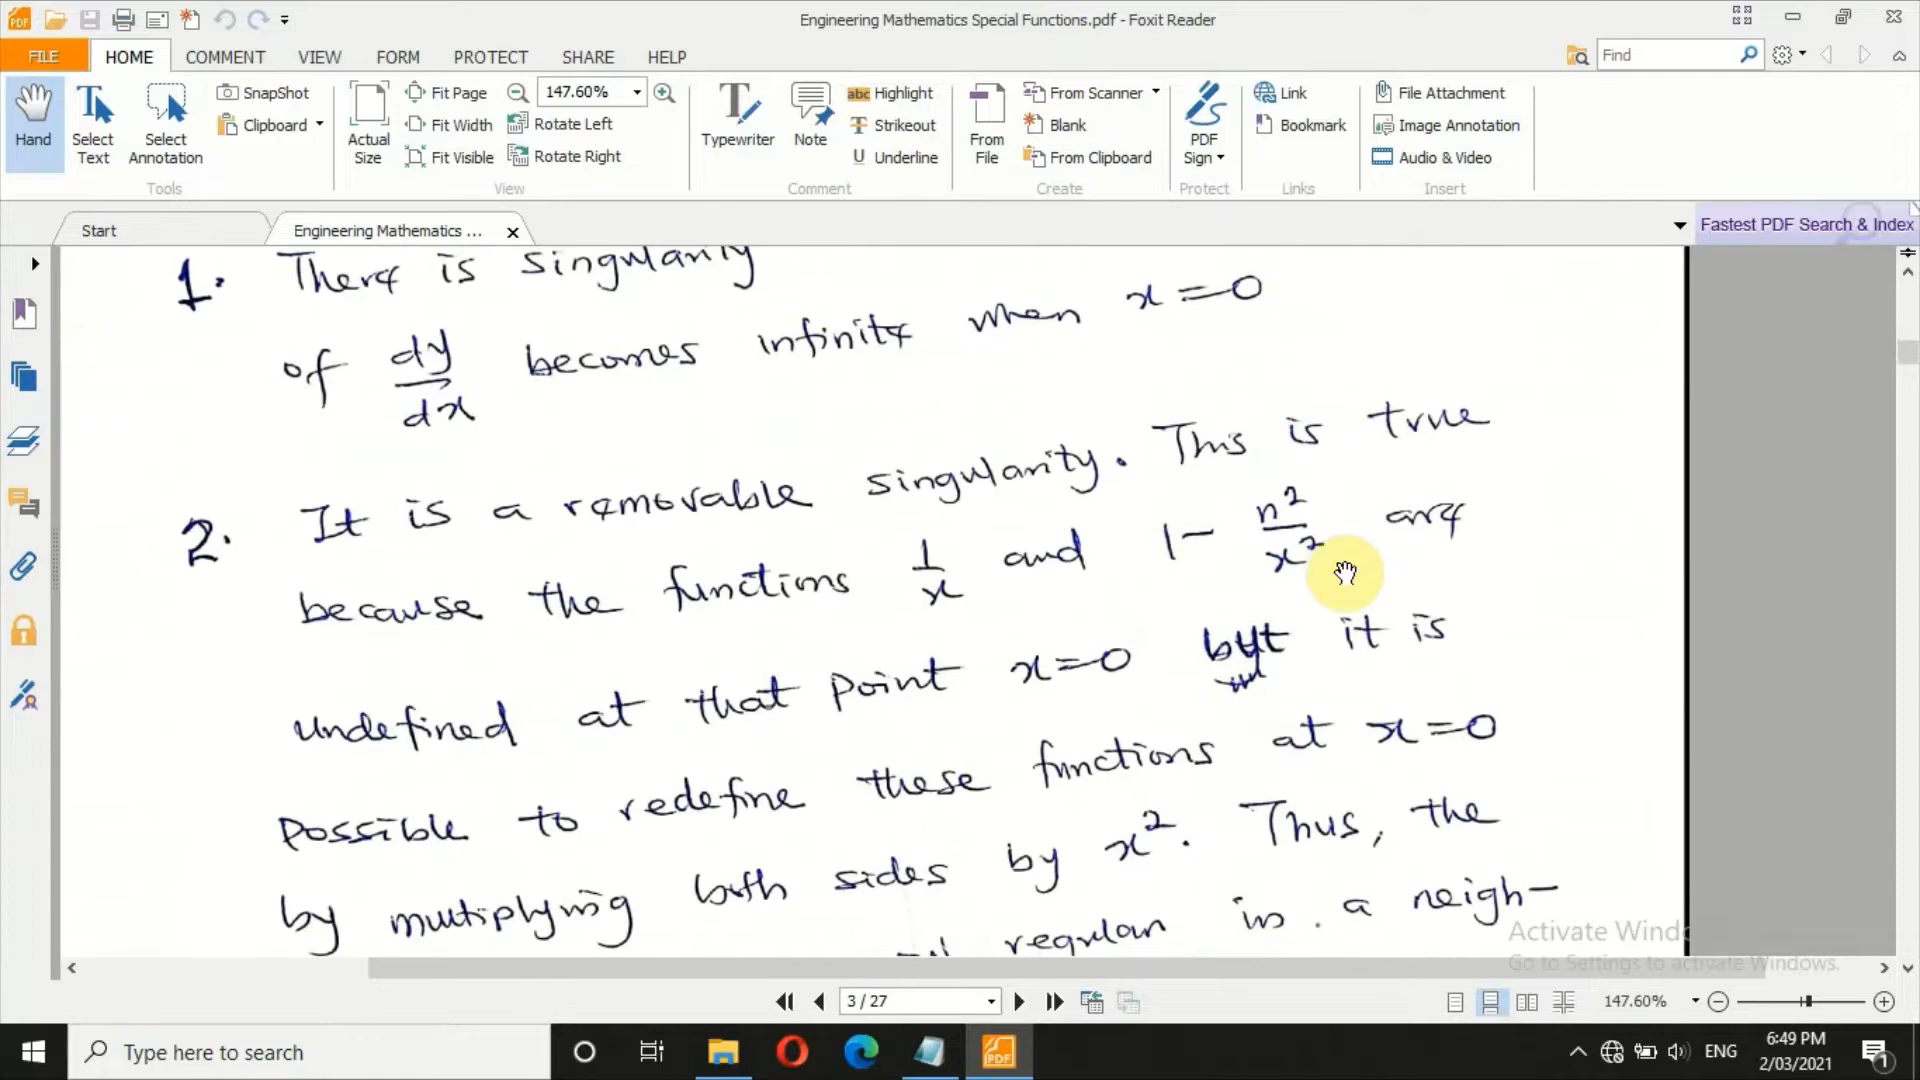 Engineering Mathematics Special Functions.pdf - Foxit Reader
FILE HOME COMMENT VIEW FORM PROTECT SHARE HELP
Find
Hand
Select Text
Select Annotation
SnapShot
Clipboard
Tools
Actual Size
Fit Page
Fit Width
Fit Visible
147.60%
Rotate Left
Rotate Right
View
Typewriter
Note
Highlight
Strikeout
Underline
Comment
From File
From Scanner
Blank
From Clipboard
Create
PDF Sign
Protect
Link
Bookmark
Links
File Attachment
Image Annotation
Audio & Video
Insert
Start
Engineering Mathematics ...
Fastest PDF Search & Index
1. There is singularity
of dy/dx becomes infinite when x=0
2. It is a removable singularity. This is true
because the functions 1/x and 1 - n²/x² are
undefined at that point x=0 but it is
possible to redefine these functions at x=0
by multiplying both sides by x². Thus, the
regular in a neigh-
Activate Windo
Go to Settings to activate Windows.
3 / 27
147.60%
Type here to search
ENG
6:49 PM
2/03/2021
1